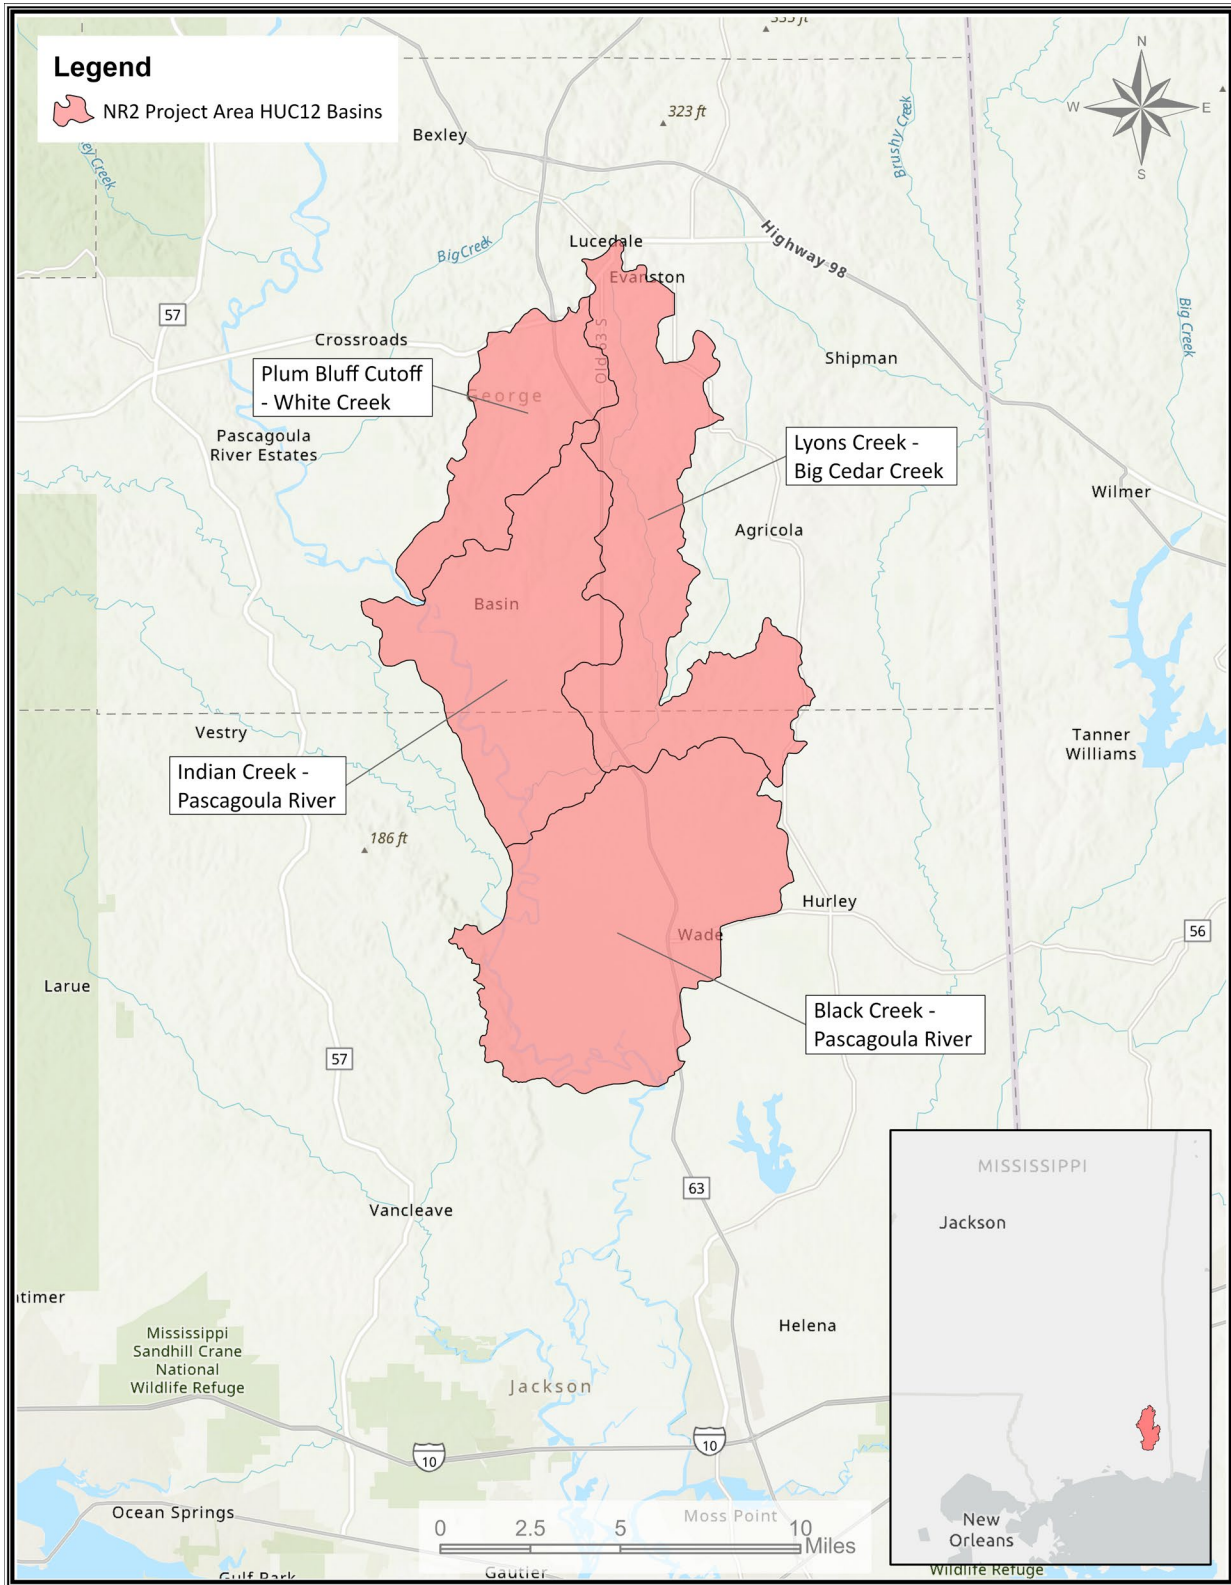 Legend
NR2 Project Area HUC12 Basins
N
W
E
S
323 ft
Bexley
Brushy Creek
Big Creek
Lucedale
Evanston
Highway 98
57
Crossroads
Old 63 S
Shipman
Big Creek
Plum Bluff Cutoff
- White Creek
George
Pascagoula
River Estates
Lyons Creek -
Big Cedar Creek
Wilmer
Agricola
Basin
Vestry
Tanner
Williams
Indian Creek -
Pascagoula River
186 ft
Hurley
Wade
56
Larue
Black Creek -
Pascagoula River
57
63
Vancleave
Helena
Mississippi
Sandhill Crane
National
Wildlife Refuge
Jackson
10
10
Ocean Springs
Moss Point
0
2.5
5
10
Miles
Gulf Park
Gautier
MISSISSIPPI
Jackson
New
Orleans
Wildlife Refuge